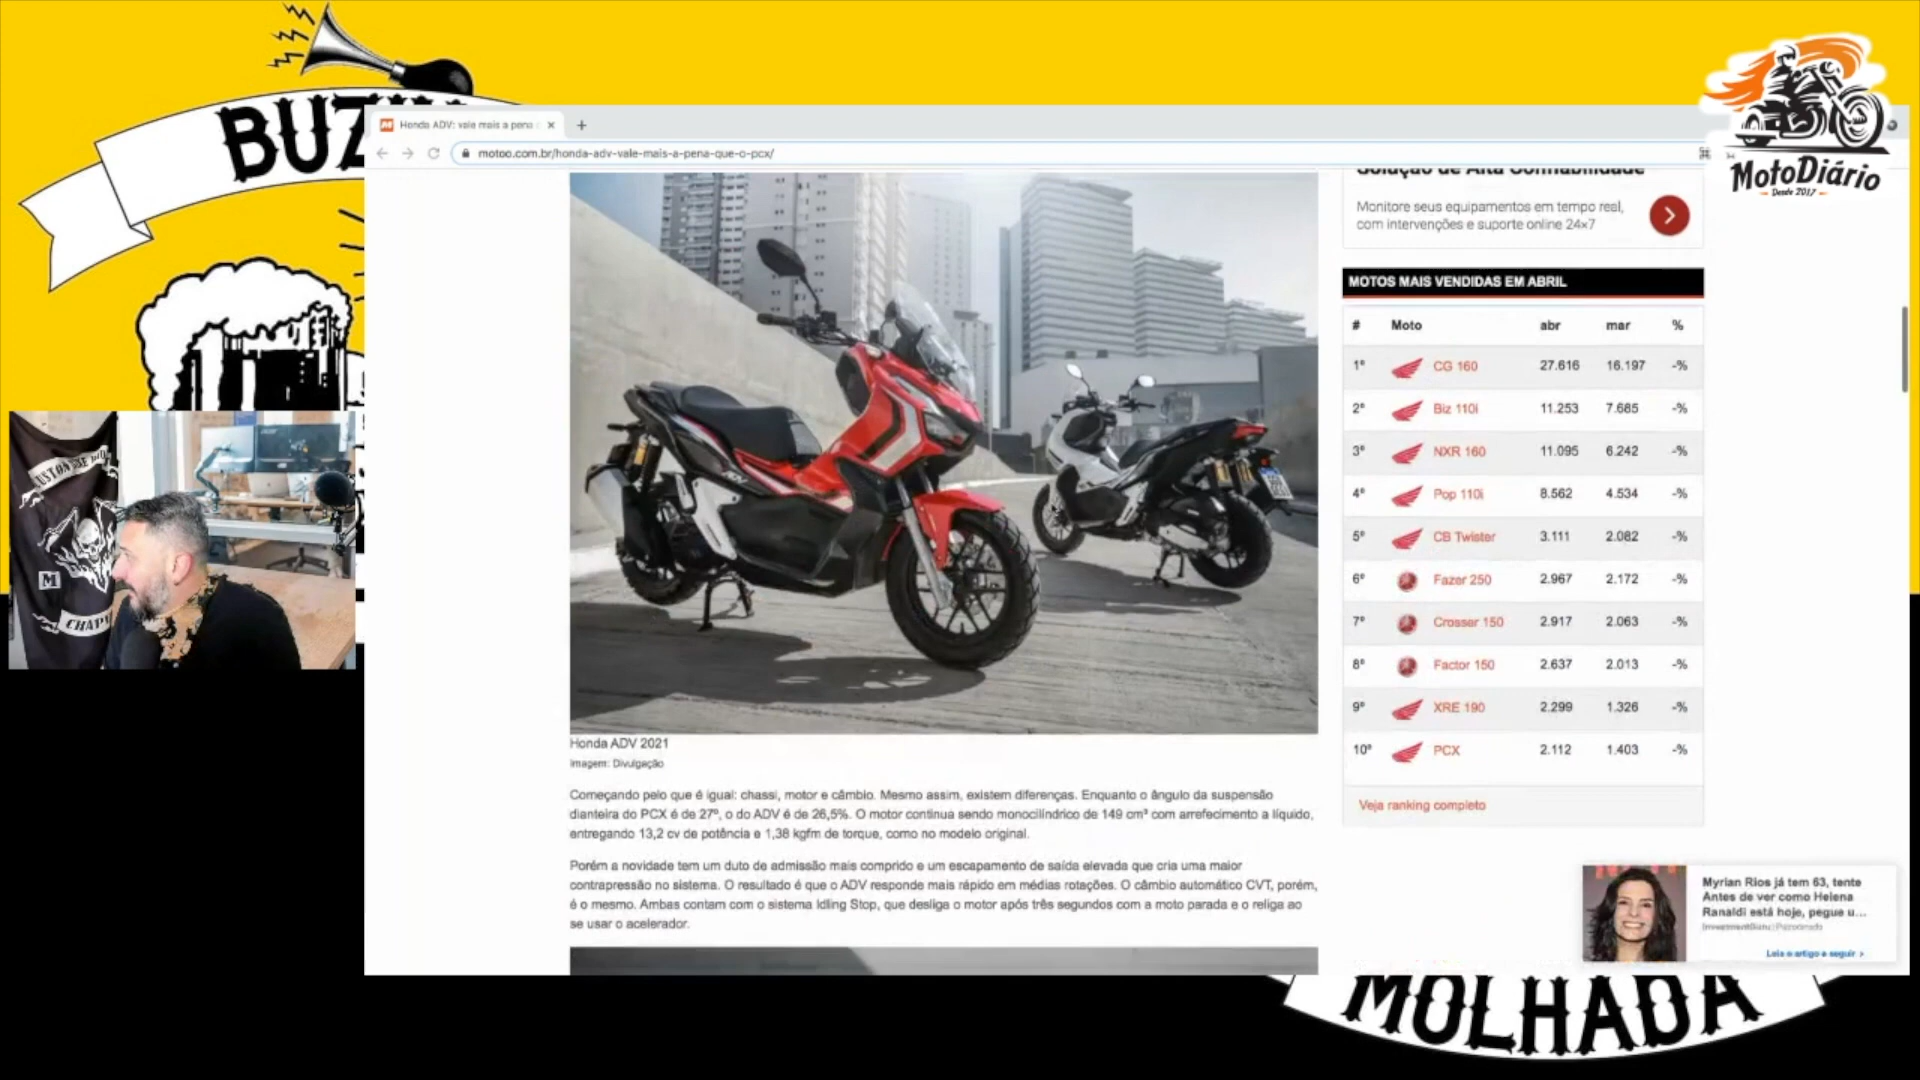 MotoDiário
Desde 2017
Honda ADV: vale mais a pena
motoo.com.br/honda-adv-vale-mais-a-pena-que-o-pcx/
Solução de Alta Confiabilidade
Monitore seus equipamentos em tempo real,
com intervenções e suporte online 24×7
MOTOS MAIS VENDIDAS EM ABRIL
# Moto abr mar %
1º CG 160 27.616 16.197 -%
2º Biz 110i 11.253 7.685 -%
3º NXR 160 11.095 6.242 -%
4º Pop 110i 8.562 4.534 -%
5º CB Twister 3.111 2.082 -%
6º Fazer 250 2.967 2.172 -%
7º Crosser 150 2.917 2.063 -%
8º Factor 150 2.637 2.013 -%
9º XRE 190 2.299 1.326 -%
10º PCX 2.112 1.403 -%
Veja ranking completo
Honda ADV 2021
Imagem: Divulgação
Começando pelo que é igual: chassi, motor e câmbio. Mesmo assim, existem diferenças. Enquanto o ângulo da suspensão
dianteira do PCX é de 27º, o do ADV é de 26,5%. O motor continua sendo monocilíndrico de 149 cm³ com arrefecimento a líquido,
entregando 13,2 cv de potência e 1,38 kgfm de torque, como no modelo original.
Porém a novidade tem um duto de admissão mais comprido e um escapamento de saída elevada que cria uma maior
contrapressão no sistema. O resultado é que o ADV responde mais rápido em médias rotações. O câmbio automático CVT, porém,
é o mesmo. Ambas contam com o sistema Idling Stop, que desliga o motor após três segundos com a moto parada e o religa ao
se usar o acelerador.
Myrian Rios já tem 63, tente
Antes de ver como Helena
Ranaldi está hoje, pegue u...
Leia o artigo a seguir >
M
MOLHADA